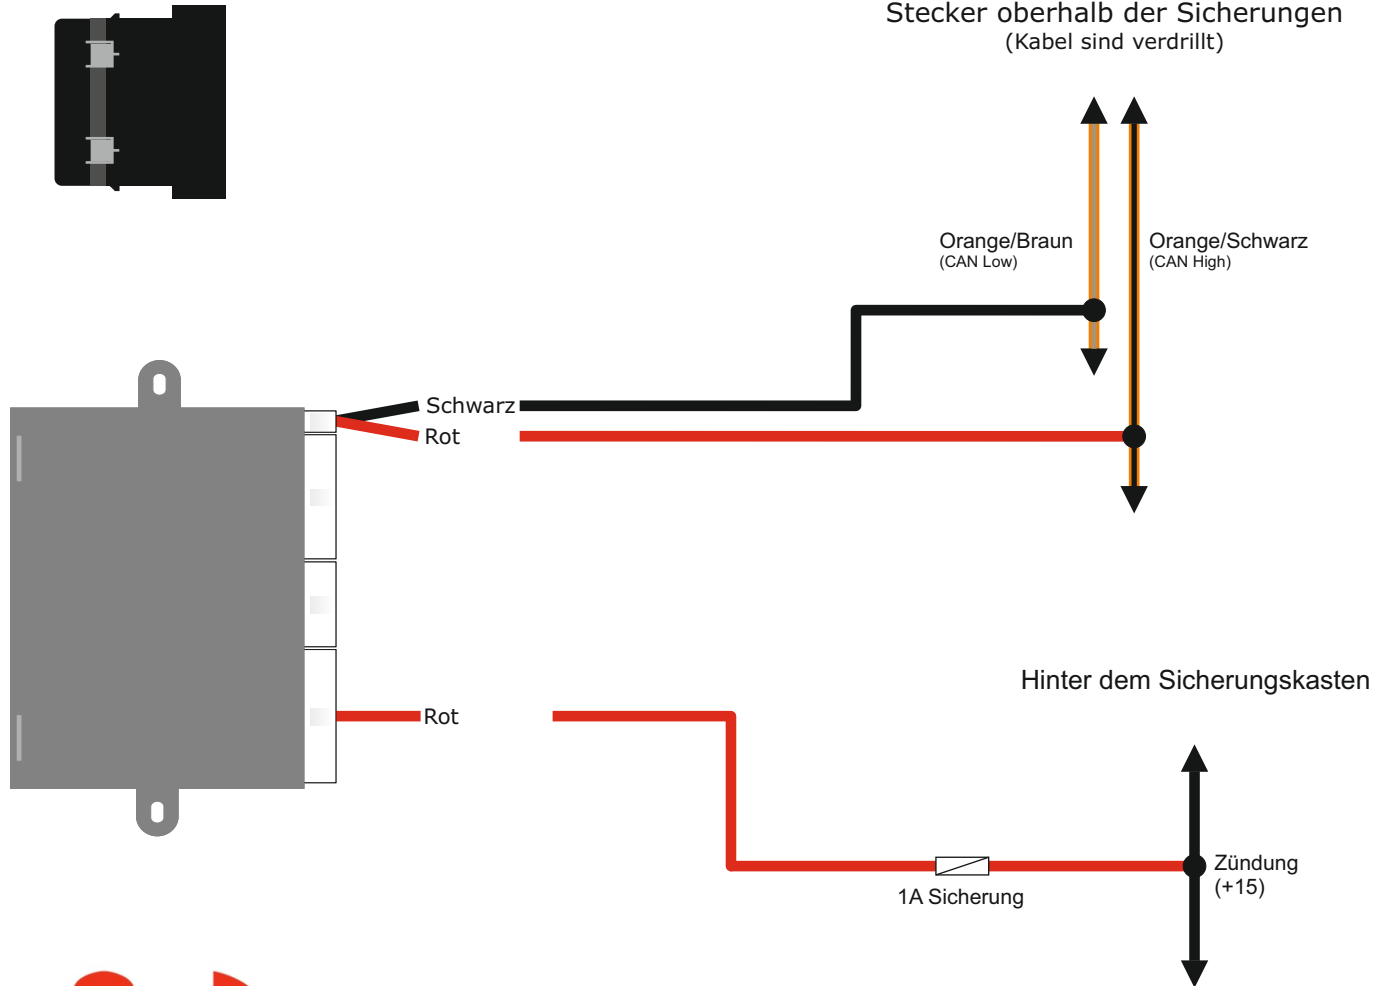 Stecker oberhalb der Sicherungen
(Kabel sind verdrillt)
Orange/Braun
(CAN Low)
Orange/Schwarz
(CAN High)
Schwarz
Rot
Hinter dem Sicherungskasten
Rot
Zündung
(+15)
1A Sicherung